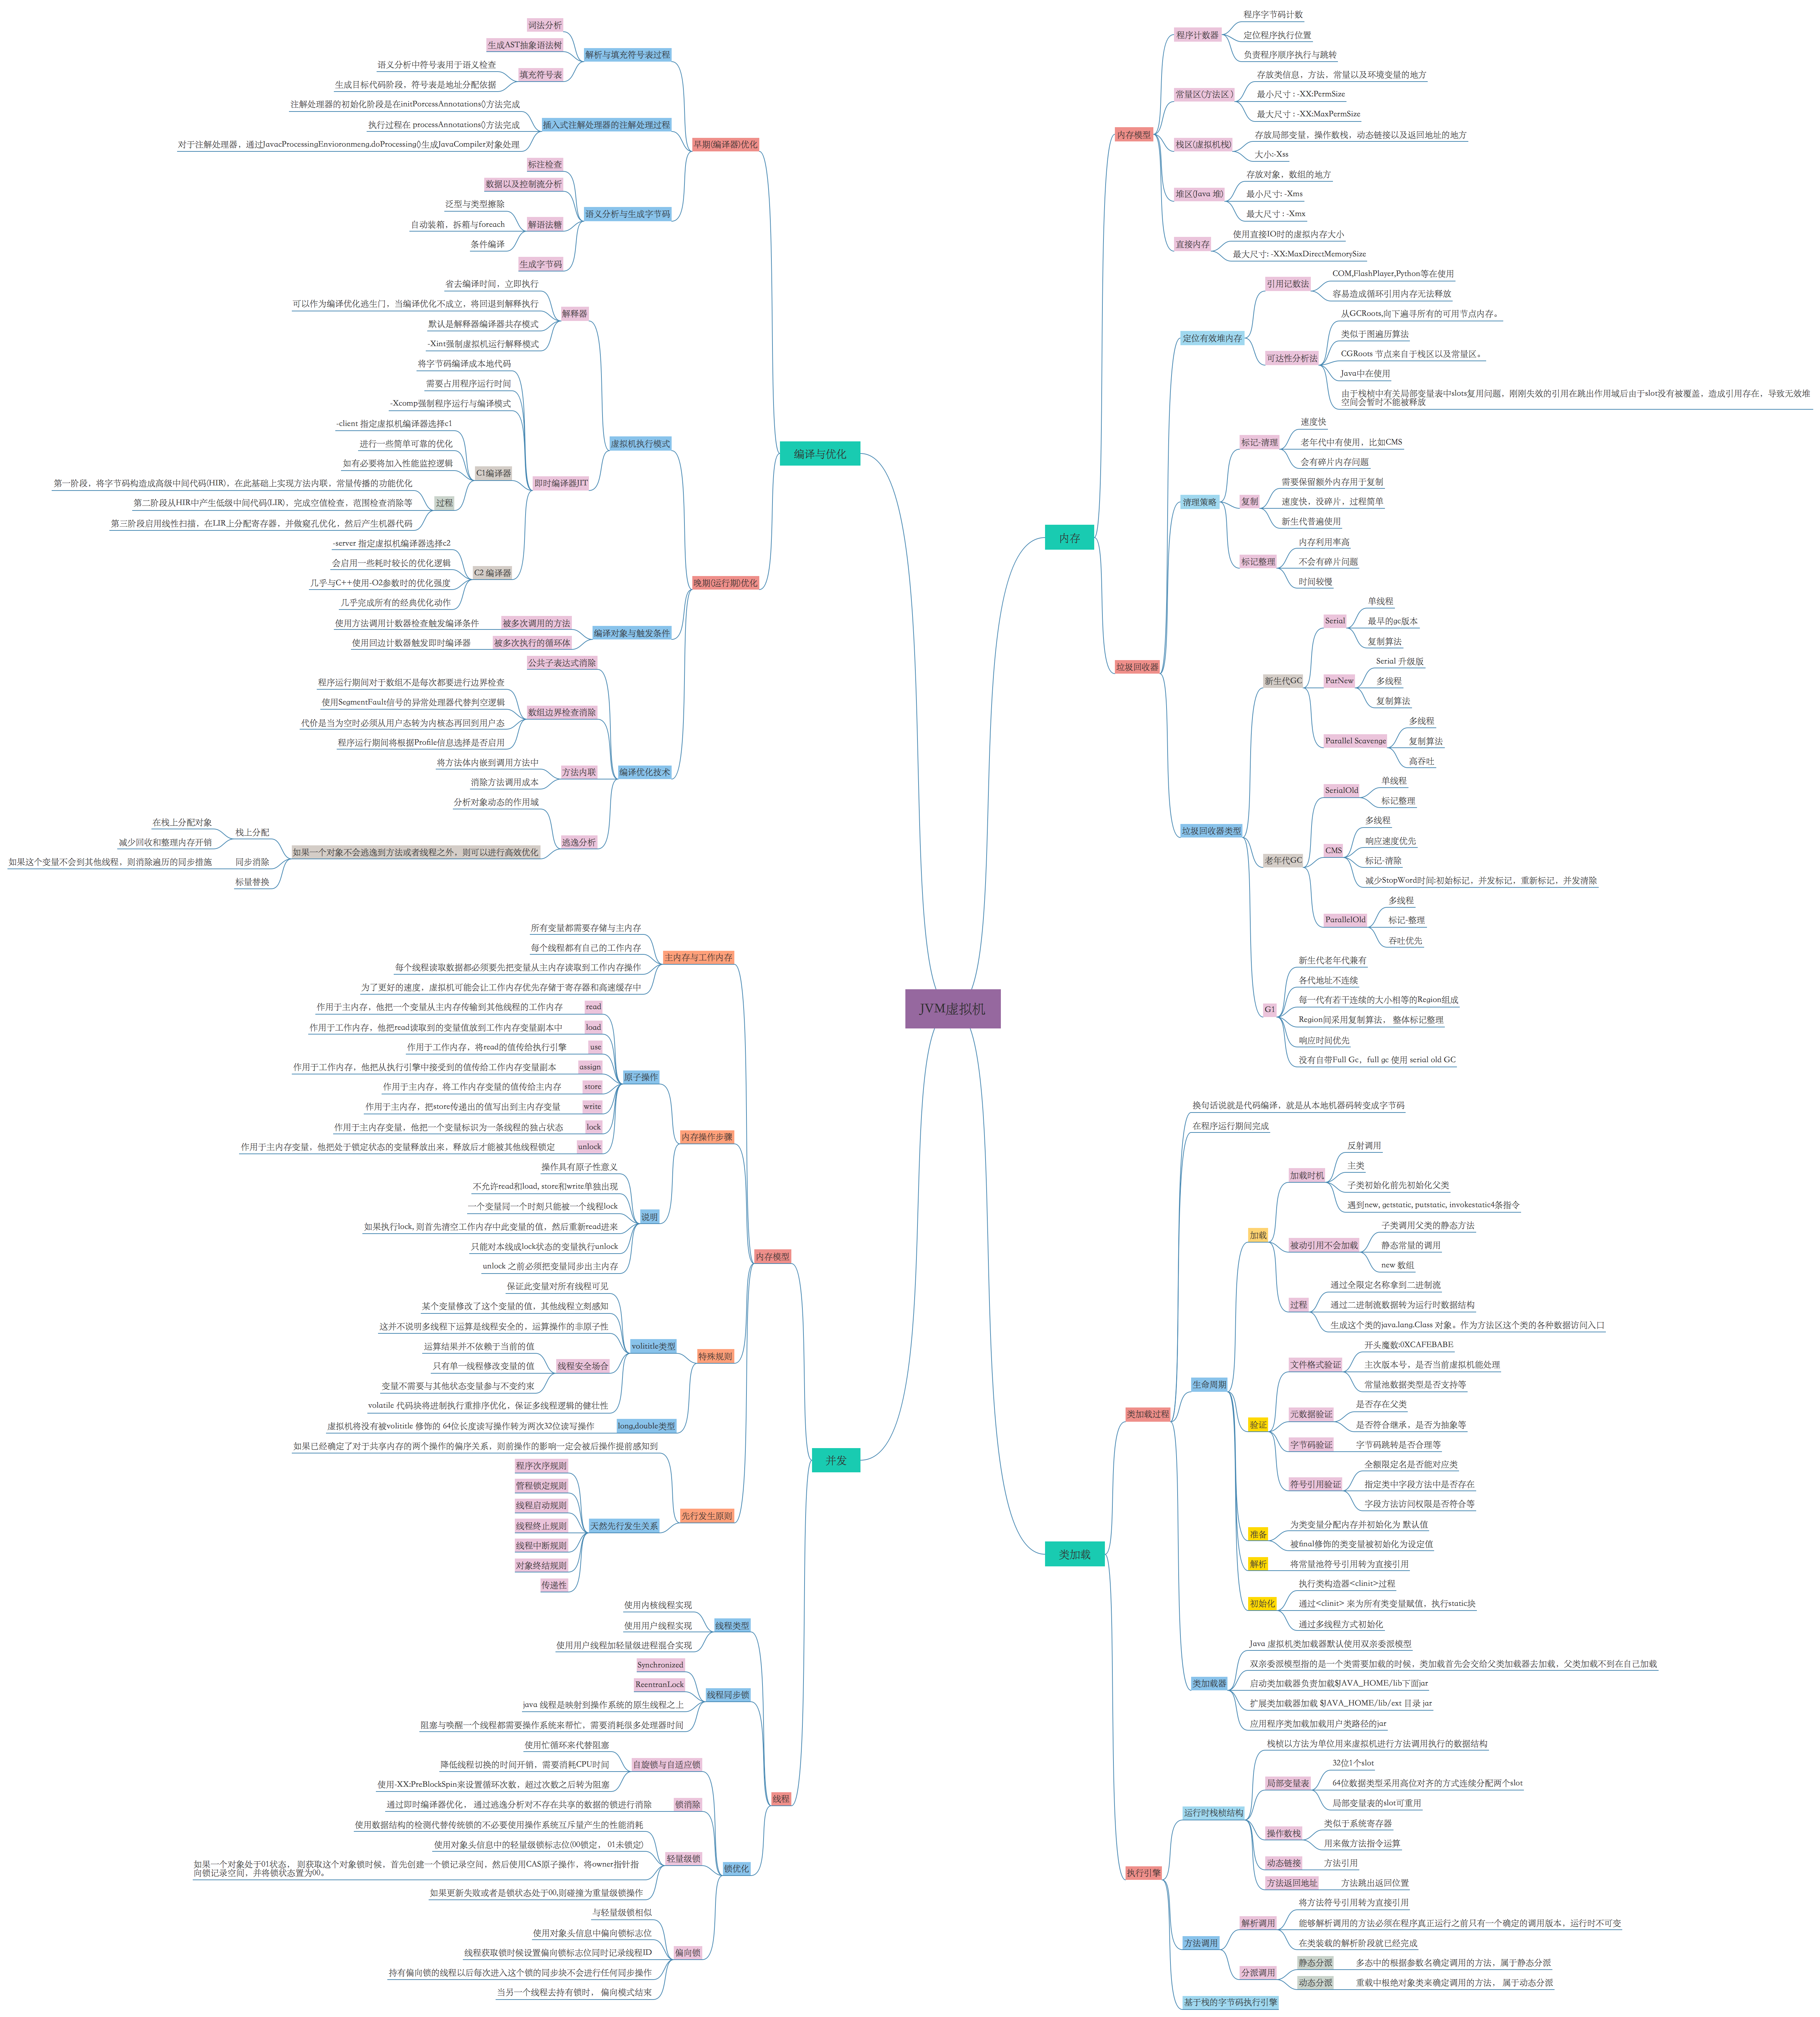 JVM虚拟机
编译与优化
早期(编译器)优化
解析与填充符号表过程
词法分析
生成AST抽象语法树
填充符号表
语义分析中符号表用于语义检查
生成目标代码阶段，符号表是地址分配依据
插入式注解处理器的注解处理过程
注解处理器的初始化阶段是在initPorcessAnnotations()方法完成
执行过程在 processAnnotations()方法完成
对于注解处理器，通过JavacProcessingEnvioronmeng.doProcessing()生成JavaCompiler对象处理
语义分析与生成字节码
标注检查
数据以及控制流分析
解语法糖
泛型与类型擦除
自动装箱，拆箱与foreach
条件编译
生成字节码
晚期(运行期)优化
虚拟机执行模式
解释器
省去编译时间，立即执行
可以作为编译优化逃生门，当编译优化不成立，将回退到解释执行
默认是解释器编译器共存模式
-Xint强制虚拟机运行解释模式
即时编译器JIT
将字节码编译成本地代码
需要占用程序运行时间
-Xcomp强制程序运行与编译模式
C1编译器
-client 指定虚拟机编译器选择c1
进行一些简单可靠的优化
如有必要将加入性能监控逻辑
过程
第一阶段，将字节码构造成高级中间代码(HIR)，在此基础上实现方法内联，常量传播的功能优化
第二阶段从HIR中产生低级中间代码(LIR)，完成空值检查，范围检查消除等
第三阶段启用线性扫描，在LIR上分配寄存器，并做窥孔优化，然后产生机器代码
C2 编译器
-server 指定虚拟机编译器选择c2
会启用一些耗时较长的优化逻辑
几乎与C++使用-O2参数时的优化强度
几乎完成所有的经典优化动作
编译对象与触发条件
被多次调用的方法
使用方法调用计数器检查触发编译条件
被多次执行的循环体
使用回边计数器触发即时编译器
编译优化技术
公共子表达式消除
数组边界检查消除
程序运行期间对于数组不是每次都要进行边界检查
使用SegmentFault信号的异常处理器代替判空逻辑
代价是当为空时必须从用户态转为内核态再回到用户态
程序运行期间将根据Profile信息选择是否启用
方法内联
将方法体内嵌到调用方法中
消除方法调用成本
逃逸分析
分析对象动态的作用域
如果一个对象不会逃逸到方法或者线程之外，则可以进行高效优化
栈上分配
在栈上分配对象
减少回收和整理内存开销
同步消除
如果这个变量不会到其他线程，则消除遍历的同步措施
标量替换
内存
内存模型
程序计数器
程序字节码计数
定位程序执行位置
负责程序顺序执行与跳转
常量区(方法区 )
存放类信息，方法，常量以及环境变量的地方
最小尺寸 : -XX:PermSize
最大尺寸 : -XX:MaxPermSize
栈区(虚拟机栈)
存放局部变量，操作数栈，动态链接以及返回地址的地方
大小:-Xss
堆区(Java 堆)
存放对象，数组的地方
最小尺寸: -Xms
最大尺寸 : -Xmx
直接内存
使用直接IO时的虚拟内存大小
最大尺寸: -XX:MaxDirectMemorySize
垃圾回收器
定位有效堆内存
引用记数法
COM,FlashPlayer,Python等在使用
容易造成循环引用内存无法释放
可达性分析法
从GCRoots,向下遍寻所有的可用节点内存。
类似于图遍历算法
CGRoots 节点来自于栈区以及常量区。
Java中在使用
由于栈桢中有关局部变量表中slots复用问题，刚刚失效的引用在跳出作用域后由于slot没有被覆盖，造成引用存在，导致无效堆
空间会暂时不能被释放
清理策略
标记-清理
速度快
老年代中有使用，比如CMS
会有碎片内存问题
复制
需要保留额外内存用于复制
速度快，没碎片，过程简单
新生代普遍使用
标记整理
内存利用率高
不会有碎片问题
时间较慢
垃圾回收器类型
新生代GC
Serial
单线程
最早的gc版本
复制算法
ParNew
Serial 升级版
多线程
复制算法
Parallel Scavenge
多线程
复制算法
高吞吐
老年代GC
SerialOld
单线程
标记整理
CMS
多线程
响应速度优先
标记-清除
减少StopWord时间:初始标记，并发标记，重新标记，并发清除
ParallelOld
多线程
标记-整理
吞吐优先
G1
新生代老年代兼有
各代地址不连续
每一代有若干连续的大小相等的Region组成
Region间采用复制算法， 整体标记整理
响应时间优先
没有自带Full Gc，full gc 使用 serial old GC
并发
内存模型
主内存与工作内存
所有变量都需要存储与主内存
每个线程都有自己的工作内存
每个线程读取数据都必须要先把变量从主内存读取到工作内存操作
为了更好的速度，虚拟机可能会让工作内存优先存储于寄存器和高速缓存中
内存操作步骤
原子操作
read
作用于主内存，他把一个变量从主内存传输到其他线程的工作内存
load
作用于工作内存，他把read读取到的变量值放到工作内存变量副本中
use
作用于工作内存，将read的值传给执行引擎
assign
作用于工作内存，他把从执行引擎中接受到的值传给工作内存变量副本
store
作用于主内存，将工作内存变量的值传给主内存
write
作用于主内存，把store传递出的值写出到主内存变量
lock
作用于主内存变量，他把一个变量标识为一条线程的独占状态
unlock
作用于主内存变量，他把处于锁定状态的变量释放出来，释放后才能被其他线程锁定
说明
操作具有原子性意义
不允许read和load, store和write单独出现
一个变量同一个时刻只能被一个线程lock
如果执行lock, 则首先清空工作内存中此变量的值，然后重新read进来
只能对本线成lock状态的变量执行unlock
unlock 之前必须把变量同步出主内存
特殊规则
volititle类型
保证此变量对所有线程可见
某个变量修改了这个变量的值，其他线程立刻感知
这并不说明多线程下运算是线程安全的，运算操作的非原子性
线程安全场合
运算结果并不依赖于当前的值
只有单一线程修改变量的值
变量不需要与其他状态变量参与不变约束
volatile 代码块将进制执行重排序优化，保证多线程逻辑的健壮性
long,double类型
虚拟机将没有被volititle 修饰的 64位长度读写操作转为两次32位读写操作
先行发生原则
如果已经确定了对于共享内存的两个操作的偏序关系，则前操作的影响一定会被后操作提前感知到
天然先行发生关系
程序次序规则
管程锁定规则
线程启动规则
线程终止规则
线程中断规则
对象终结规则
传递性
线程
线程类型
使用内核线程实现
使用用户线程实现
使用用户线程加轻量级进程混合实现
线程同步锁
Synchronized
ReentranLock
java 线程是映射到操作系统的原生线程之上
阻塞与唤醒一个线程都需要操作系统来帮忙，需要消耗很多处理器时间
锁优化
自旋锁与自适应锁
使用忙循环来代替阻塞
降低线程切换的时间开销，需要消耗CPU时间
使用-XX:PreBlockSpin来设置循环次数，超过次数之后转为阻塞
锁消除
通过即时编译器优化， 通过逃逸分析对不存在共享的数据的锁进行消除
轻量级锁
使用数据结构的检测代替传统锁的不必要使用操作系统互斥量产生的性能消耗
使用对象头信息中的轻量级锁标志位(00锁定， 01未锁定)
如果一个对象处于01状态， 则获取这个对象锁时候，首先创建一个锁记录空间，然后使用CAS原子操作，将owner指针指
向锁记录空间，并将锁状态置为00。
如果更新失败或者是锁状态处于00,则碰撞为重量级锁操作
偏向锁
与轻量级锁相似
使用对象头信息中偏向锁标志位
线程获取锁时候设置偏向锁标志位同时记录线程ID
持有偏向锁的线程以后每次进入这个锁的同步块不会进行任何同步操作
当另一个线程去持有锁时， 偏向模式结束
类加载
类加载过程
换句话说就是代码编译，就是从本地机器码转变成字节码
在程序运行期间完成
生命周期
加载
加载时机
反射调用
主类
子类初始化前先初始化父类
遇到new, getstatic, putstatic, invokestatic4条指令
被动引用不会加载
子类调用父类的静态方法
静态常量的调用
new 数组
过程
通过全限定名称拿到二进制流
通过二进制流数据转为运行时数据结构
生成这个类的java.lang.Class 对象。作为方法区这个类的各种数据访问入口
验证
文件格式验证
开头魔数:0XCAFEBABE
主次版本号，是否当前虚拟机能处理
常量池数据类型是否支持等
元数据验证
是否存在父类
是否符合继承，是否为抽象等
字节码验证
字节码跳转是否合理等
符号引用验证
全额限定名是否能对应类
指定类中字段方法中是否存在
字段方法访问权限是否符合等
准备
为类变量分配内存并初始化为 默认值
被final修饰的类变量被初始化为设定值
解析
将常量池符号引用转为直接引用
初始化
执行类构造器<clinit>过程
通过<clinit> 来为所有类变量赋值，执行static块
通过多线程方式初始化
类加载器
Java 虚拟机类加载器默认使用双亲委派模型
双亲委派模型指的是一个类需要加载的时候，类加载首先会交给父类加载器去加载，父类加载不到在自己加载
启动类加载器负责加载$JAVA_HOME/lib下面jar
扩展类加载器加载 $JAVA_HOME/lib/ext 目录 jar
应用程序类加载加载用户类路径的jar
执行引擎
运行时栈桢结构
栈桢以方法为单位用来虚拟机进行方法调用执行的数据结构
局部变量表
32位1个slot
64位数据类型采用高位对齐的方式连续分配两个slot
局部变量表的slot可重用
操作数栈
类似于系统寄存器
用来做方法指令运算
动态链接
方法引用
方法返回地址
方法跳出返回位置
方法调用
解析调用
将方法符号引用转为直接引用
能够解析调用的方法必须在程序真正运行之前只有一个确定的调用版本，运行时不可变
在类装载的解析阶段就已经完成
分派调用
静态分派
多态中的根据参数名确定调用的方法，属于静态分派
动态分派
重载中根绝对象类来确定调用的方法， 属于动态分派
基于栈的字节码执行引擎